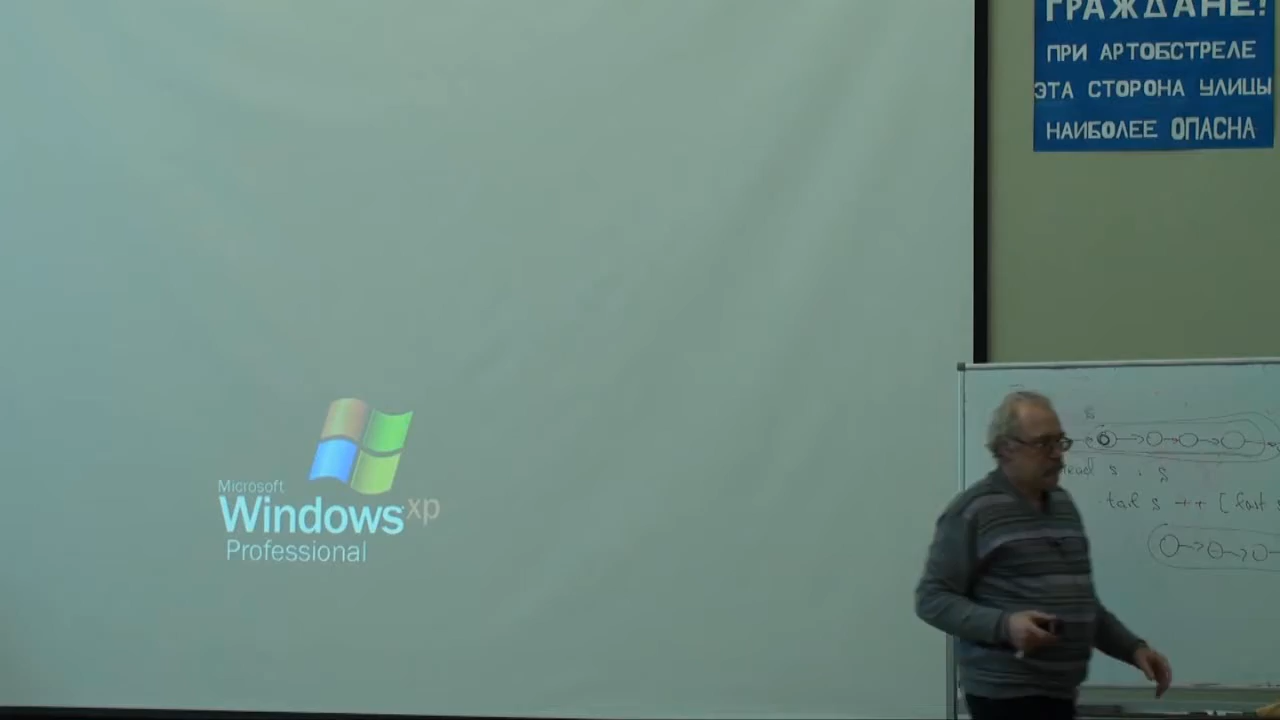 ГРАЖДАНЕ!
ПРИ АРТОБСТРЕЛЕ
ЭТА СТОРОНА УЛИЦЫ
НАИБОЛЕЕ ОПАСНА
Microsoft
Windows xp
Professional
s . s
tail s ++ [